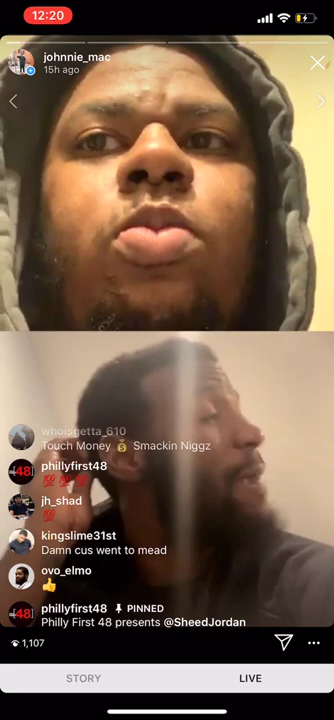 12:20
johnnie_mac
15h ago
whoisgetta_610
Touch Money 💰 Smackin Niggz
phillyfirst48
💯 💯 💯
jh_shad
💯
kingslime31st
Damn cus went to mead
ovo_elmo
👍
phillyfirst48 📌 PINNED
Philly First 48 presents @SheedJordan
1,107
STORY LIVE